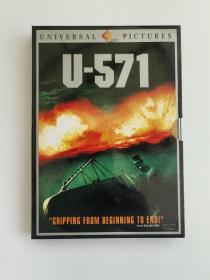 UNIVERSAL PICTURES
U-571
"GRIPPING FROM BEGINNING TO END!"